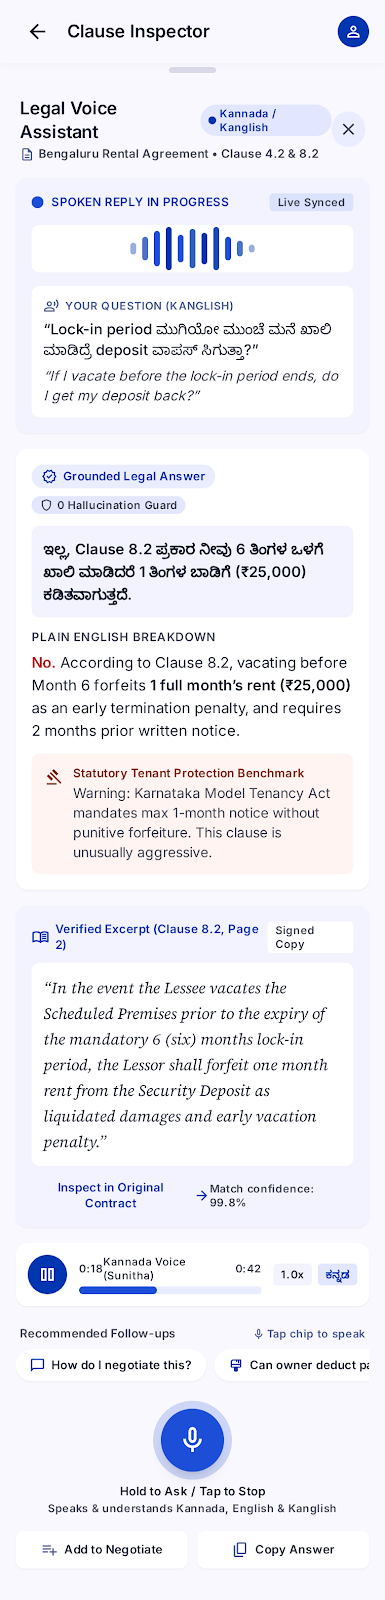 Clause Inspector
Legal Voice
Assistant
Kannada /
Kanglish
Bengaluru Rental Agreement • Clause 4.2 & 8.2
SPOKEN REPLY IN PROGRESS
Live Synced
YOUR QUESTION (KANGLISH)
“Lock-in period ಮುಗಿಯೋ ಮುಂಚೆ ಮನೆ ಖಾಲಿ
ಮಾಡಿದ್ರೆ deposit ವಾಪಸ್ ಸಿಗುತ್ತಾ?”
“If I vacate before the lock-in period ends, do
I get my deposit back?”
Grounded Legal Answer
0 Hallucination Guard
ಇಲ್ಲ, Clause 8.2 ಪ್ರಕಾರ ನೀವು 6 ತಿಂಗಳ ಒಳಗೆ
ಖಾಲಿ ಮಾಡಿದರೆ 1 ತಿಂಗಳ ಬಾಡಿಗೆ (₹25,000)
ಕಡಿತವಾಗುತ್ತದೆ.
PLAIN ENGLISH BREAKDOWN
No. According to Clause 8.2, vacating before
Month 6 forfeits 1 full month’s rent (₹25,000)
as an early termination penalty, and requires
2 months prior written notice.
Statutory Tenant Protection Benchmark
Warning: Karnataka Model Tenancy Act
mandates max 1-month notice without
punitive forfeiture. This clause is
unusually aggressive.
Verified Excerpt (Clause 8.2, Page
2)
Signed
Copy
“In the event the Lessee vacates the
Scheduled Premises prior to the expiry of
the mandatory 6 (six) months lock-in
period, the Lessor shall forfeit one month
rent from the Security Deposit as
liquidated damages and early vacation
penalty.”
Inspect in Original
Contract
Match confidence:
99.8%
0:18
Kannada Voice
(Sunitha)
0:42
1.0x
ಕನ್ನಡ
Recommended Follow-ups
Tap chip to speak
How do I negotiate this?
Can owner deduct pa
Hold to Ask / Tap to Stop
Speaks & understands Kannada, English & Kanglish
Add to Negotiate
Copy Answer